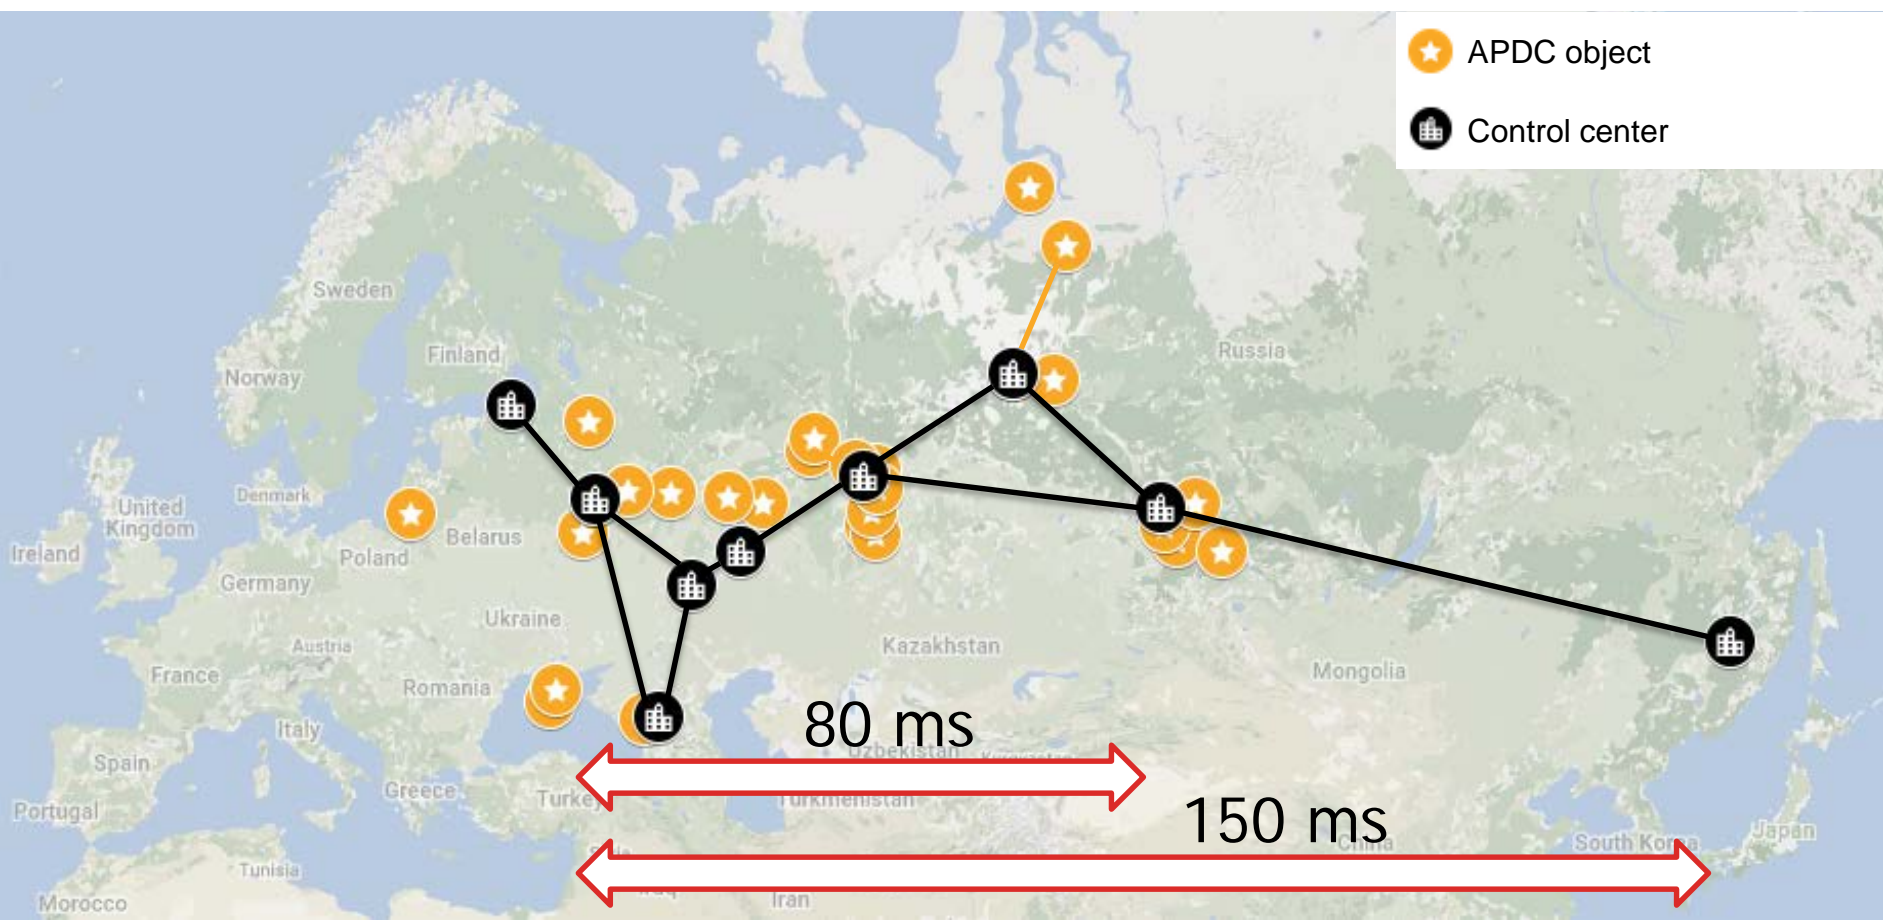 APDC object
Control center
Sweden
Finland
Russia
Norway
United
Kingdom
Denmark
Ireland
Belarus
Poland
Germany
Ukraine
Austria
Kazakhstan
France
Romania
Mongolia
Italy
80 ms
Uzbekistan
Spain
Greece
Turkey
Turkmenistan
Portugal
150 ms
Japan
South Korea
China
Tunisia
Iraq
Iran
Morocco